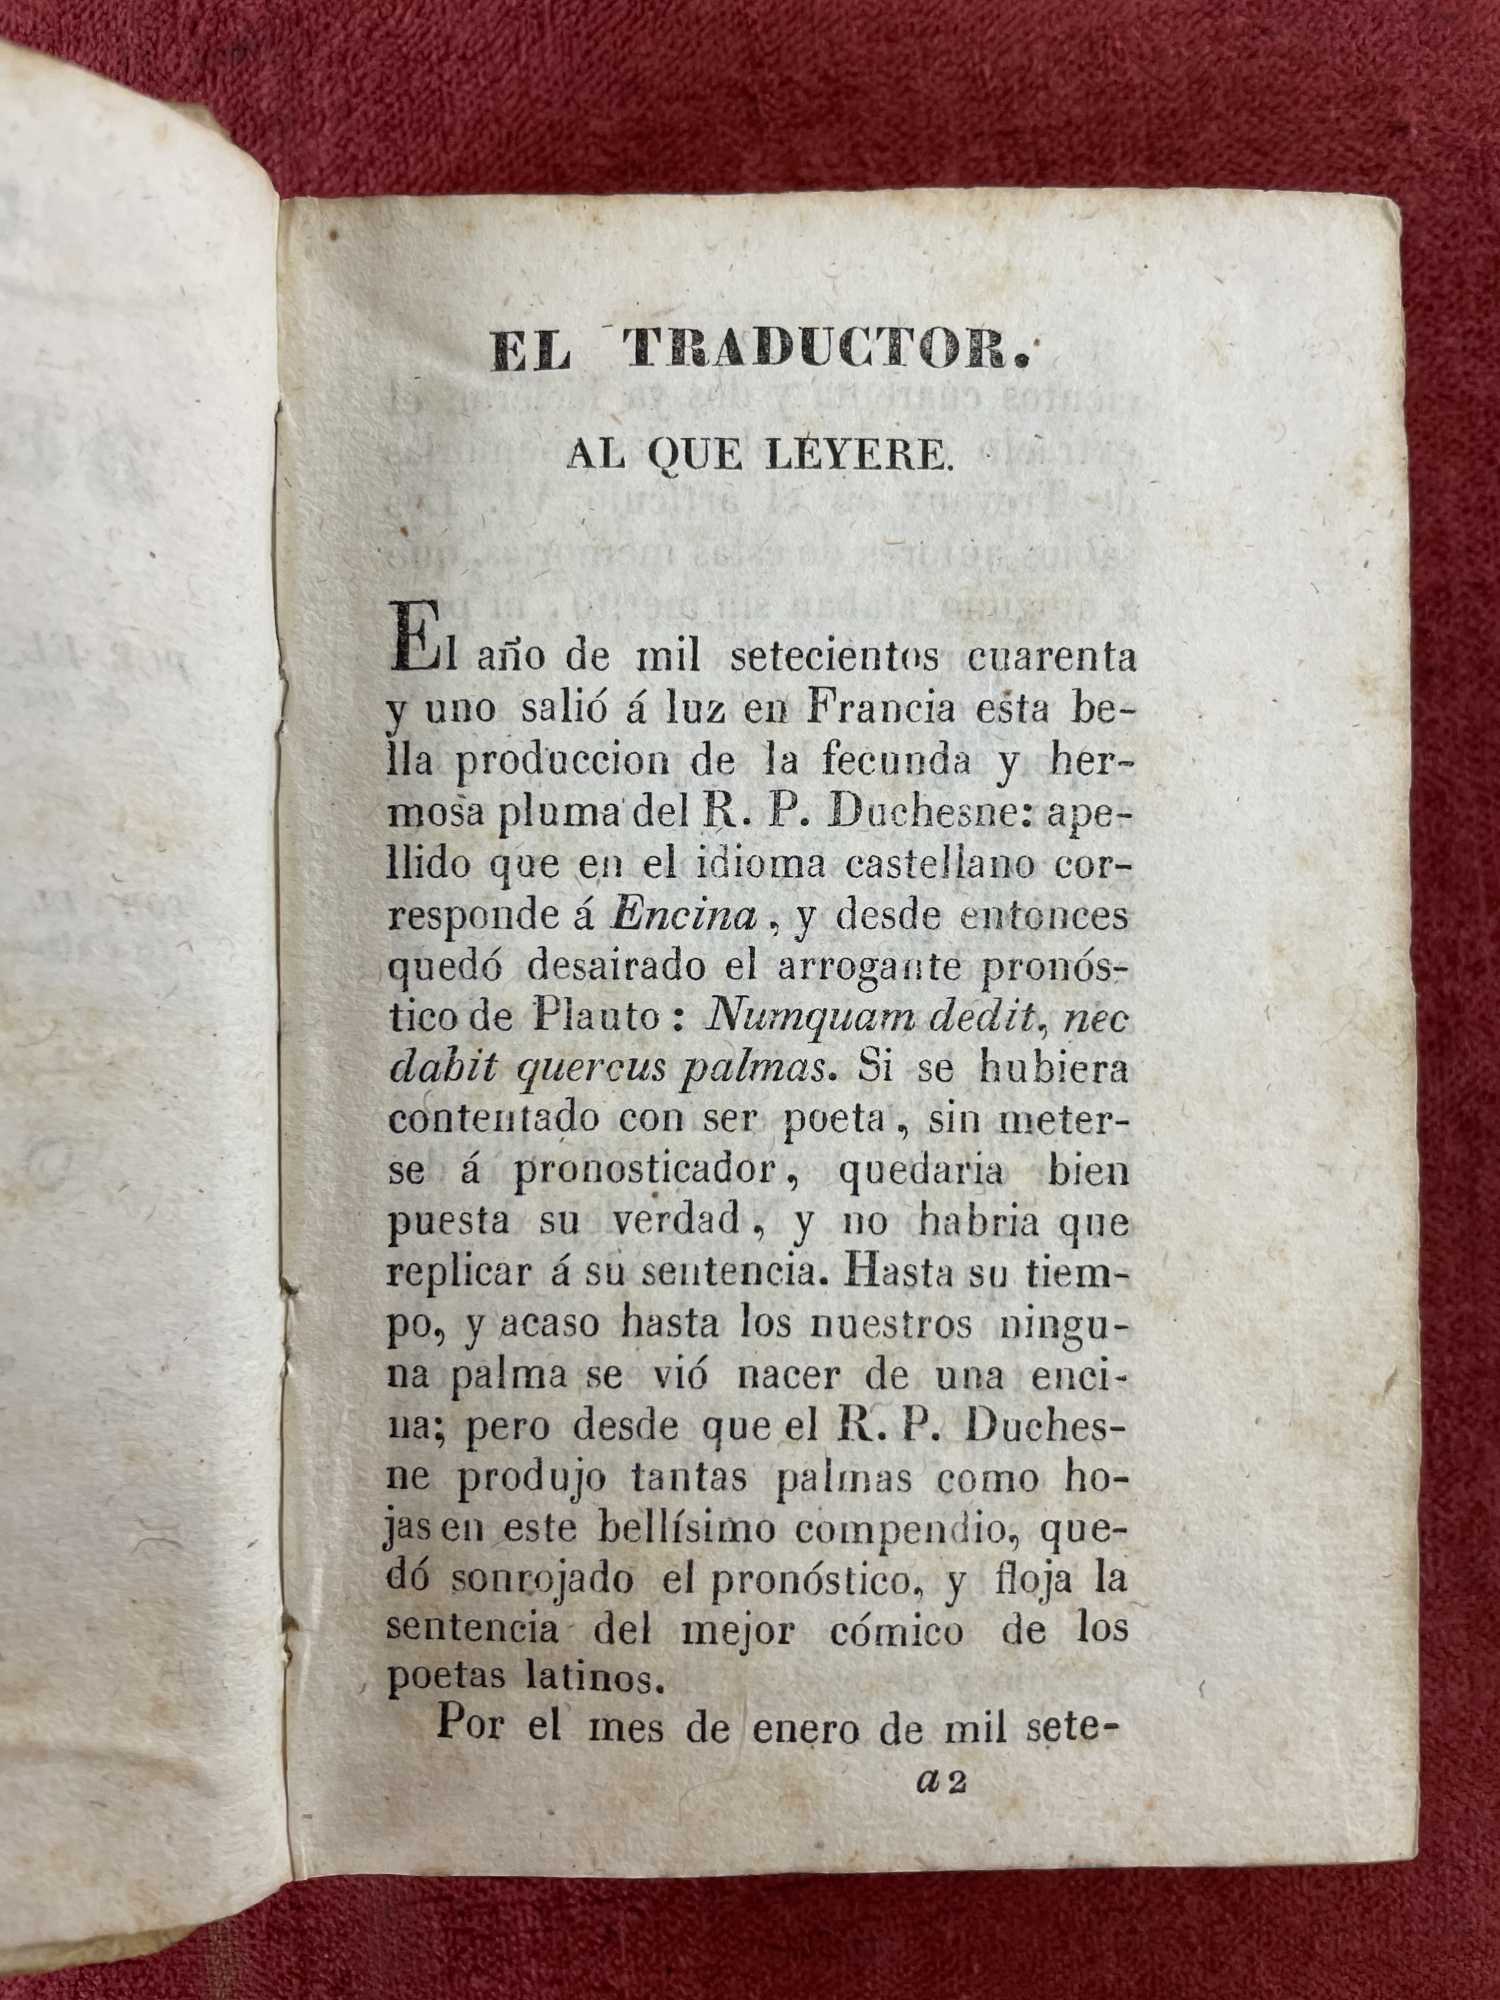 EL TRADUCTOR.
AL QUE LEYERE.
El año de mil setecientos cuarenta
y uno salió á luz en Francia esta be-
lla produccion de la fecunda y her-
mosa pluma del R. P. Duchesne: ape-
llido que en el idioma castellano cor-
responde á Encina, y desde entonces
quedó desairado el arrogante pronós-
tico de Plauto: Numquam dedit, nec
dabit quercus palmas. Si se hubiera
contentado con ser poeta, sin meter-
se á pronosticador, quedaria bien
puesta su verdad, y no habria que
replicar á su sentencia. Hasta su tiem-
po, y acaso hasta los nuestros ningu-
na palma se vió nacer de una enci-
na; pero desde que el R. P. Duches-
ne produjo tantas palmas como ho-
jas en este bellísimo compendio, que-
dó sonrojado el pronóstico, y floja la
sentencia del mejor cómico de los
poetas latinos.
Por el mes de enero de mil sete-
a 2